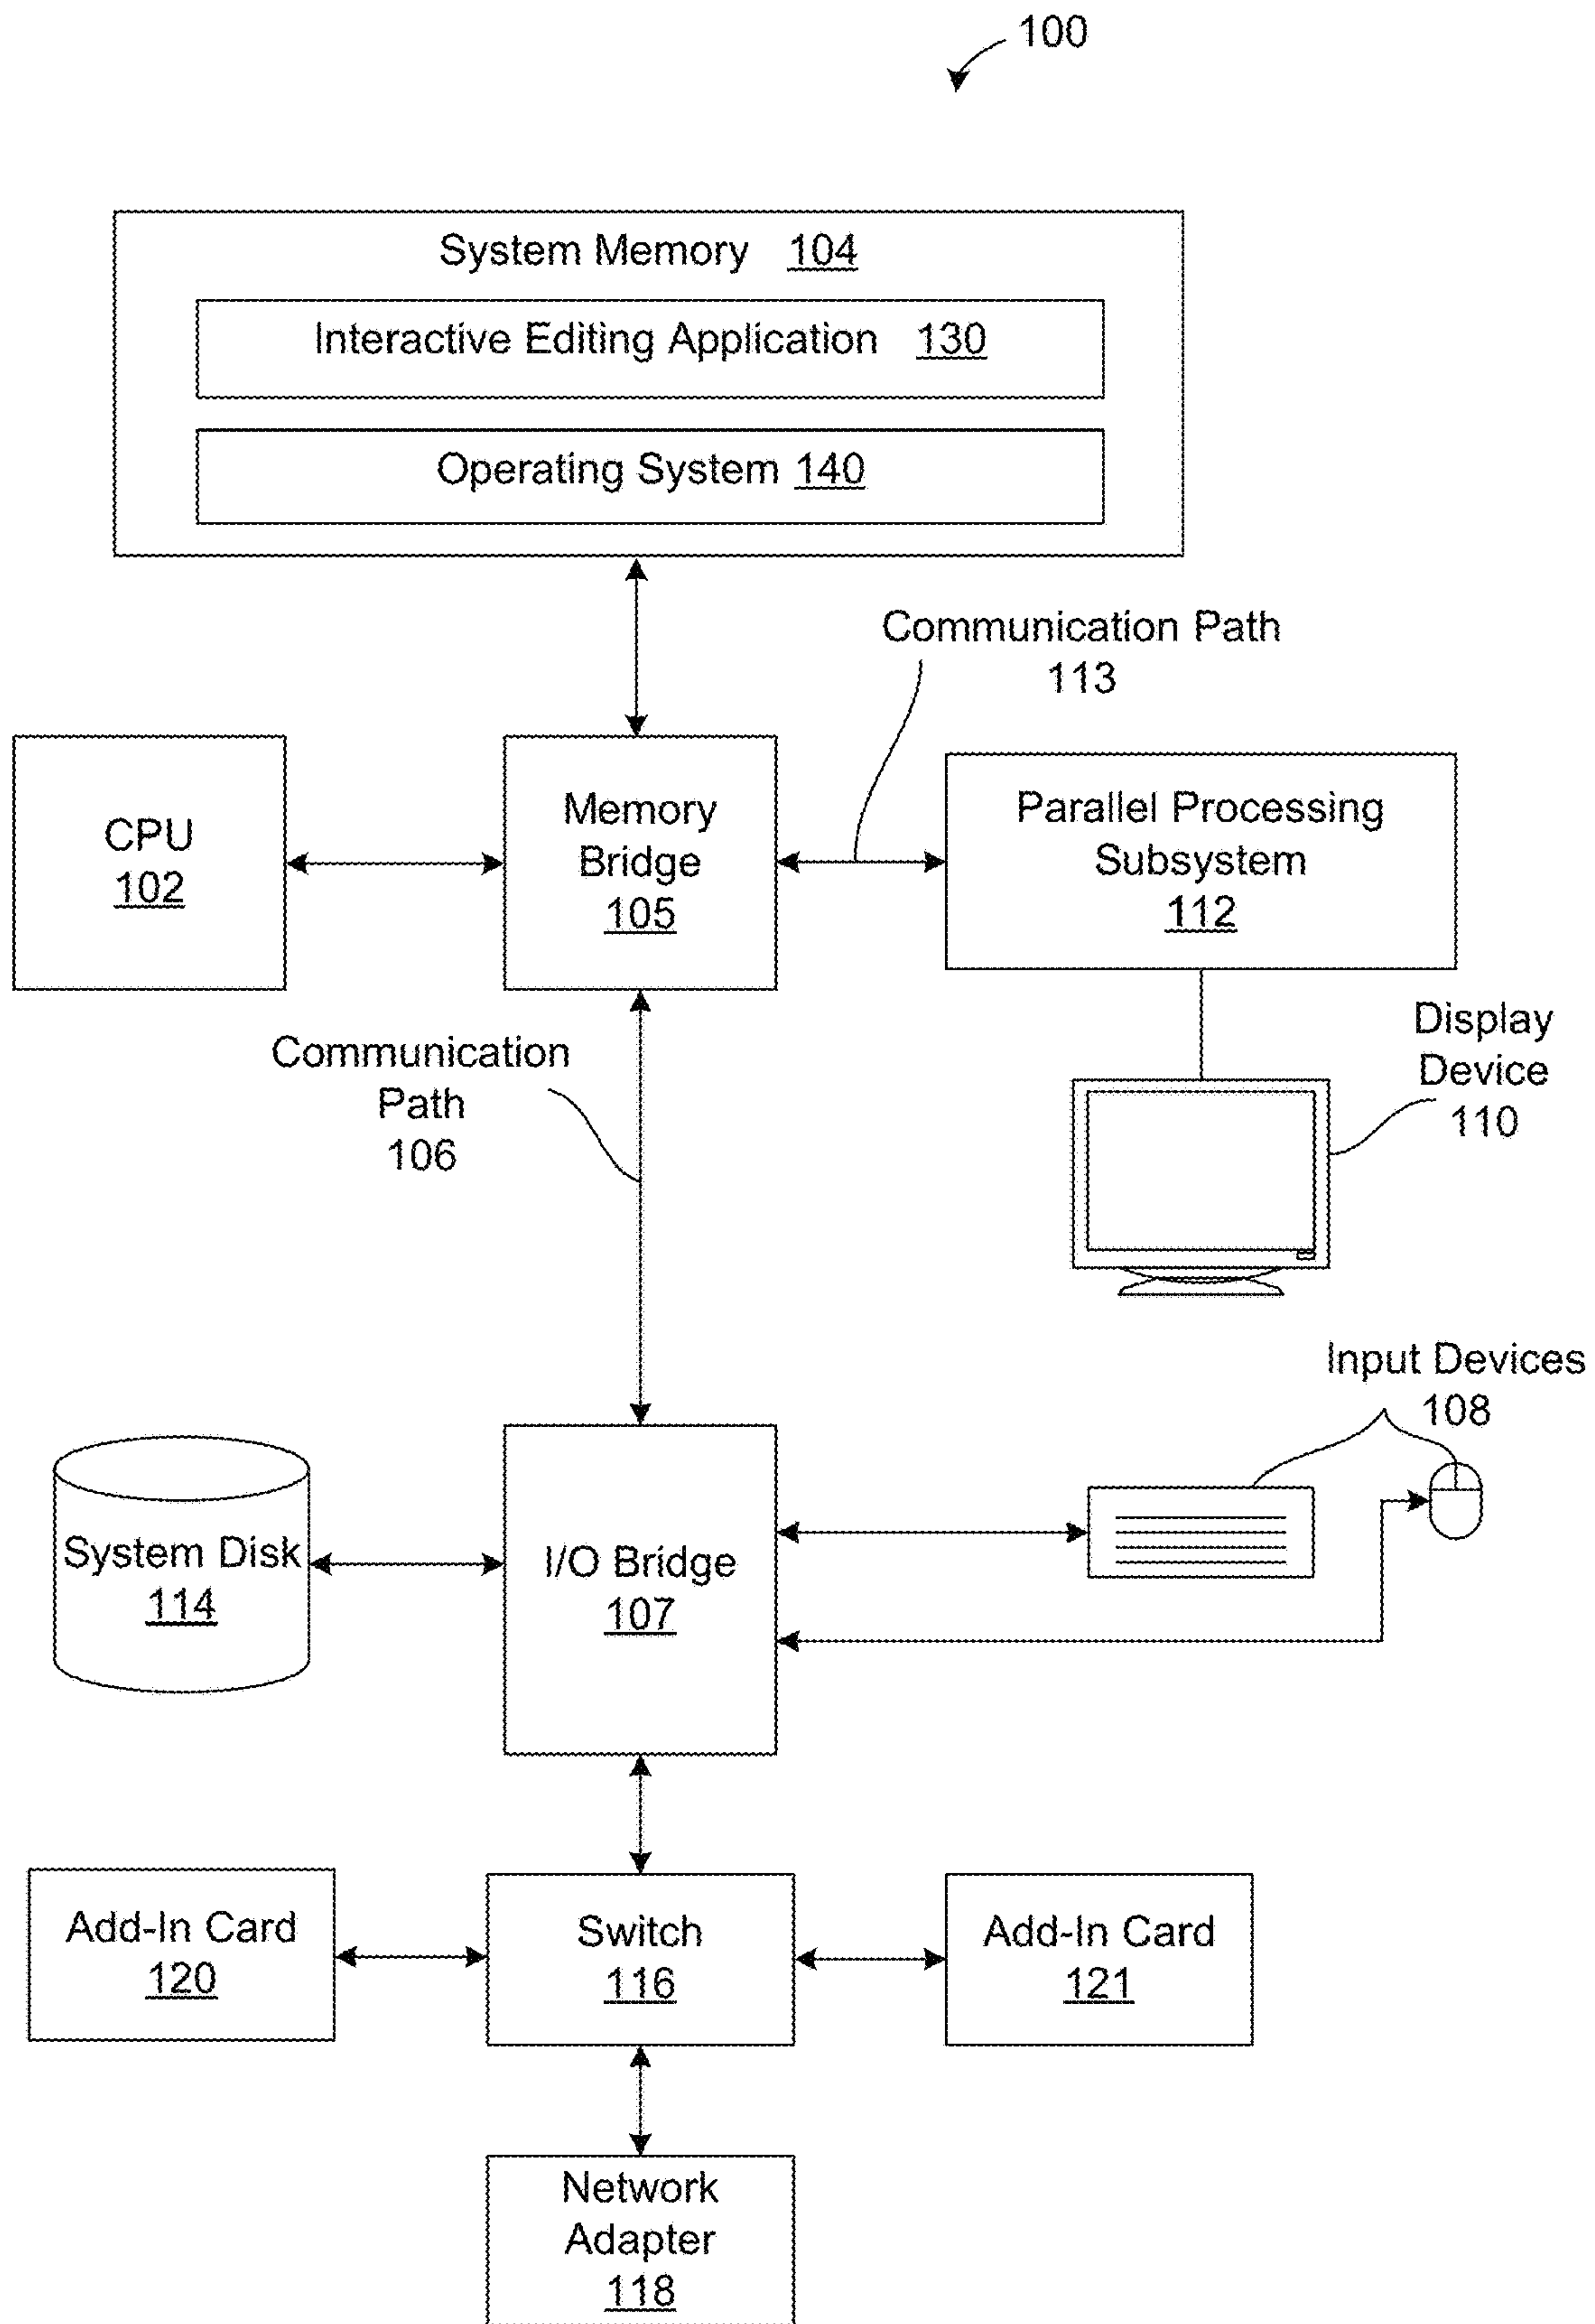 100
System Memory 104
Interactive Editing Application 130
Operating System 140
Communication Path
113
CPU
102
Memory
Bridge
105
Parallel Processing
Subsystem
112
Communication
Path
106
Display
Device
110
Input Devices
108
System Disk
114
I/O Bridge
107
Add-In Card
120
Switch
116
Add-In Card
121
Network
Adapter
118